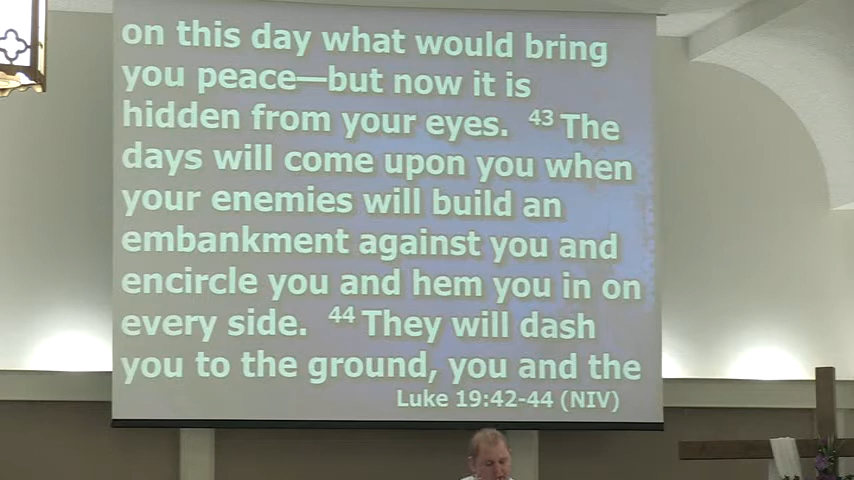 on this day what would bring
you peace—but now it is
hidden from your eyes. 43 The
days will come upon you when
your enemies will build an
embankment against you and
encircle you and hem you in on
every side. 44 They will dash
you to the ground, you and the
Luke 19:42-44 (NIV)